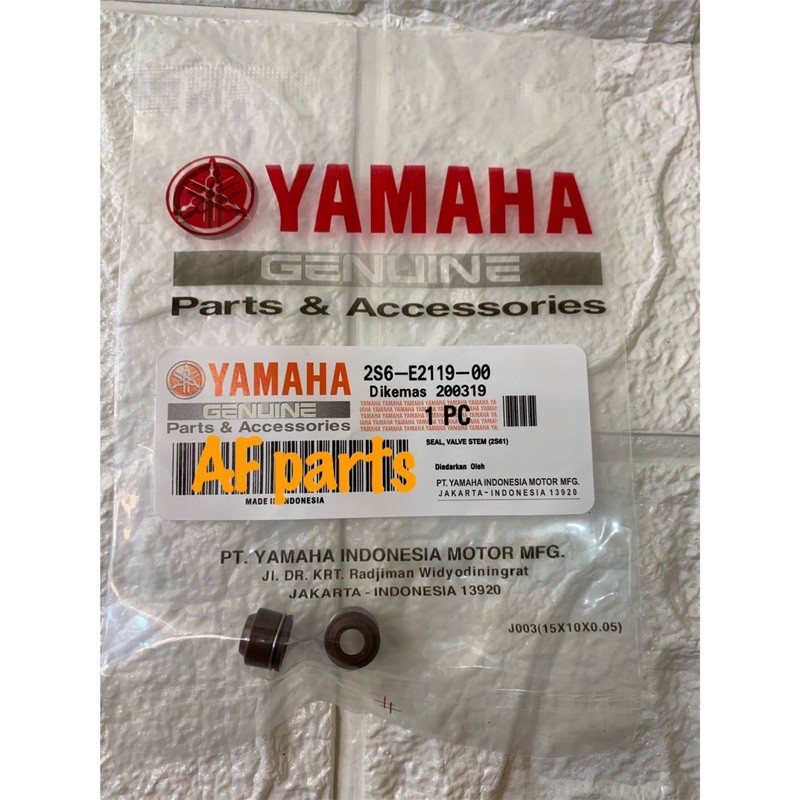 YAMAHA
GENUINE
Parts & Accessories
YAMAHA
GENUINE
Parts & Accessories
2S6-E2119-00
Dikemas 200319
1 PC
SEAL, VALVE STEM (2S61)
AF parts
MADE IN INDONESIA
Diedarkan Oleh
PT. YAMAHA INDONESIA MOTOR MFG.
JAKARTA-INDONESIA 13920
PT. YAMAHA INDONESIA MOTOR MFG.
Jl. DR. KRT. Radjiman Widyodiningrat
JAKARTA - INDONESIA 13920
J003(15X10X0.05)